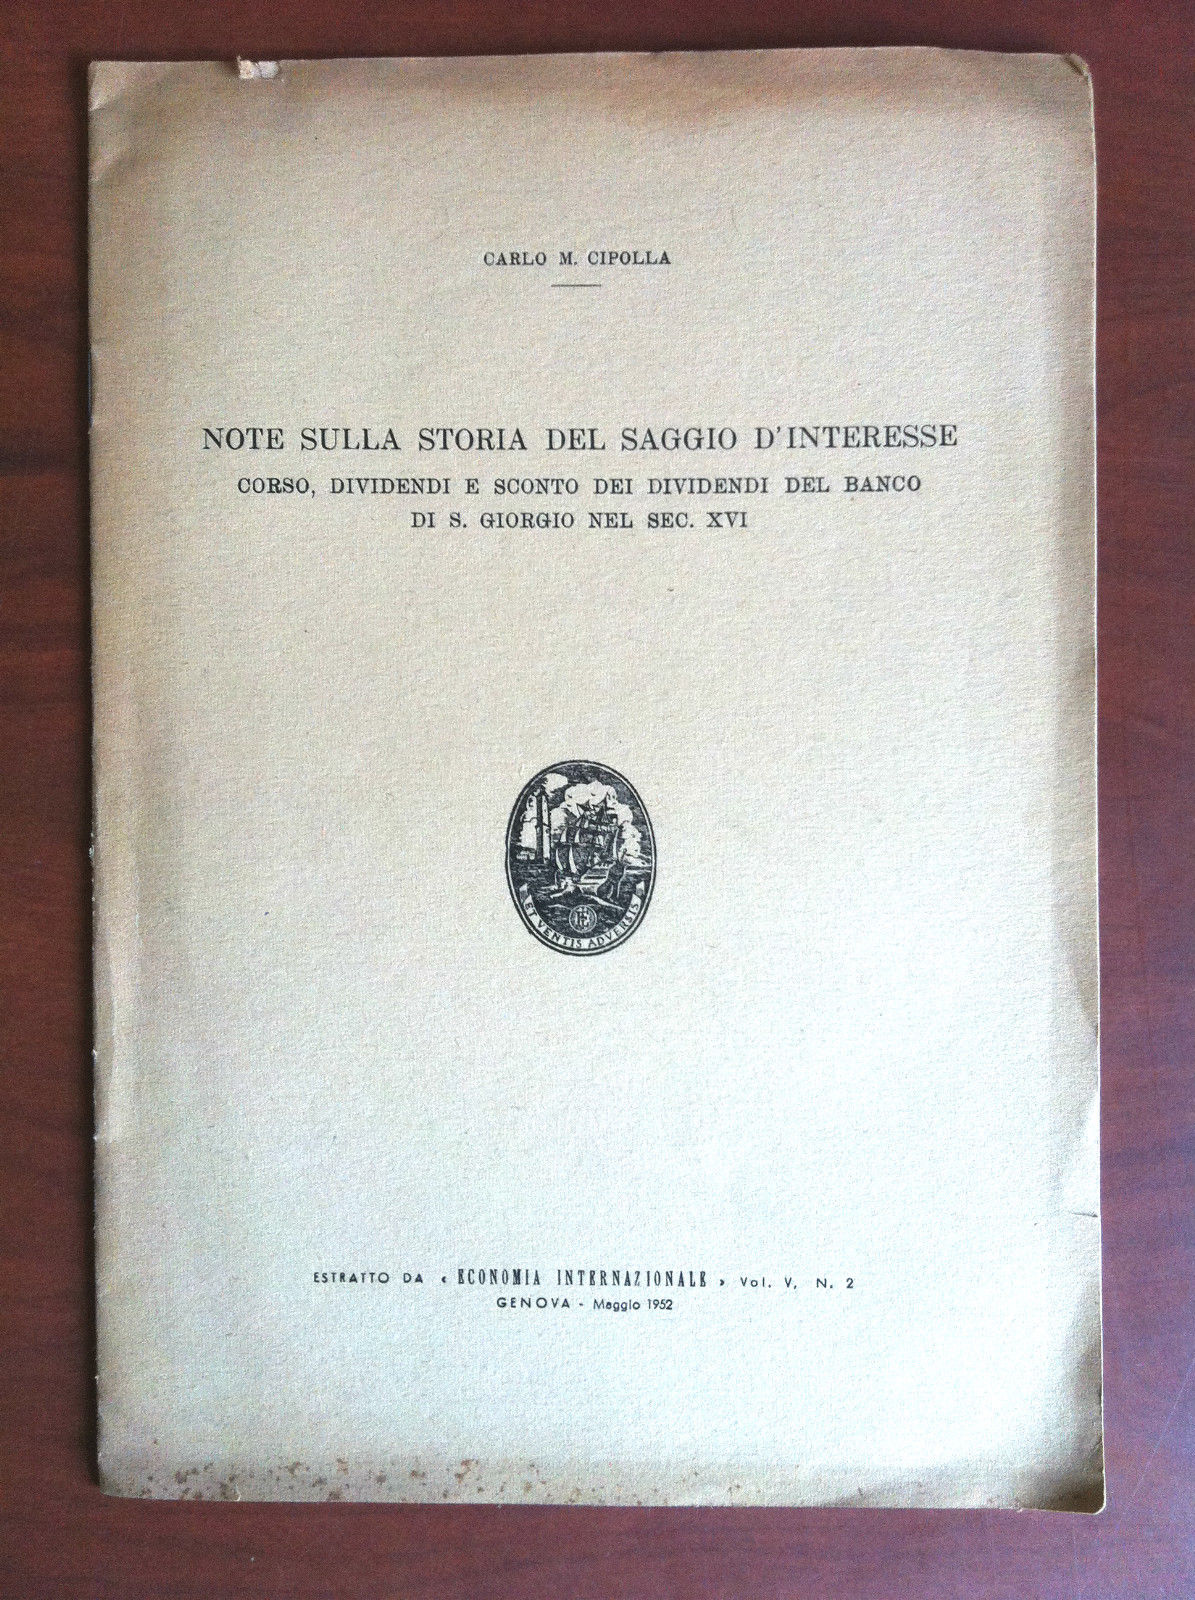 CARLO M. CIPOLLA
NOTE SULLA STORIA DEL SAGGIO D'INTERESSE
CORSO, DIVIDENDI E SCONTO DEI DIVIDENDI DEL BANCO
DI S. GIORGIO NEL SEC. XVI
ET VENTIS ADVERSIS
ESTRATTO DA « ECONOMIA INTERNAZIONALE » Vol. V, N. 2
GENOVA - Maggio 1952